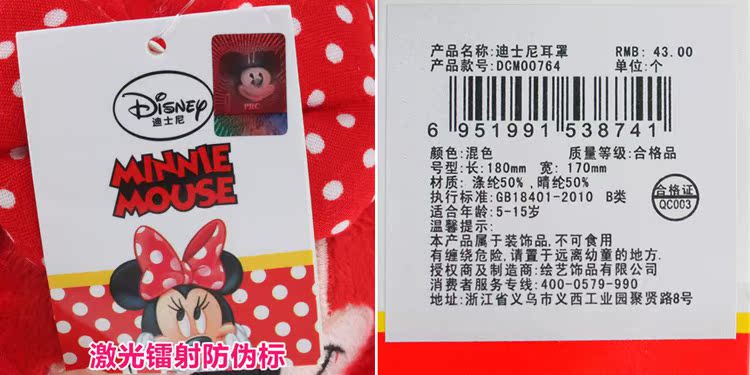 DISNEY
迪士尼
PRC
MINNIE
MOUSE
激光镭射防伪标
产品名称:迪士尼耳罩 RMB: 43.00
产品款号:DCM00764 单位:个
6 951991 538741
颜色:混色 质量等级:合格品
号型:长:180mm 宽: 170mm
材质: 涤纶50% ,晴纶50%
执行标准:GB18401-2010 B类
适合年龄:5-15岁
合格证
QC003
温馨提示:
本产品属于装饰品,不可食用
有缠绕危险,请置于远离幼童的地方.
授权商及制造商:绘艺饰品有限公司
消费者服务专线:400-0579-990
地址:浙江省义乌市义西工业园聚贤路8号